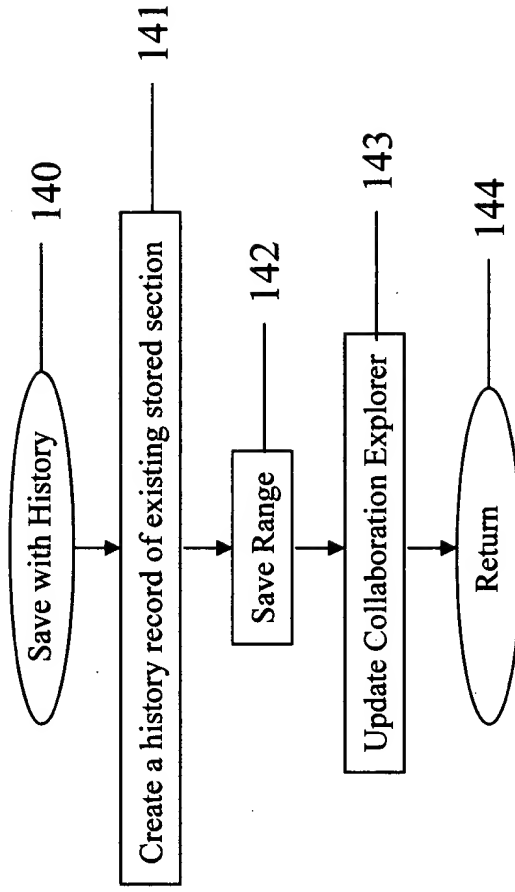 Save with History
140
Create a history record of existing stored section
141
Save Range
142
Update Collaboration Explorer
143
Return
144